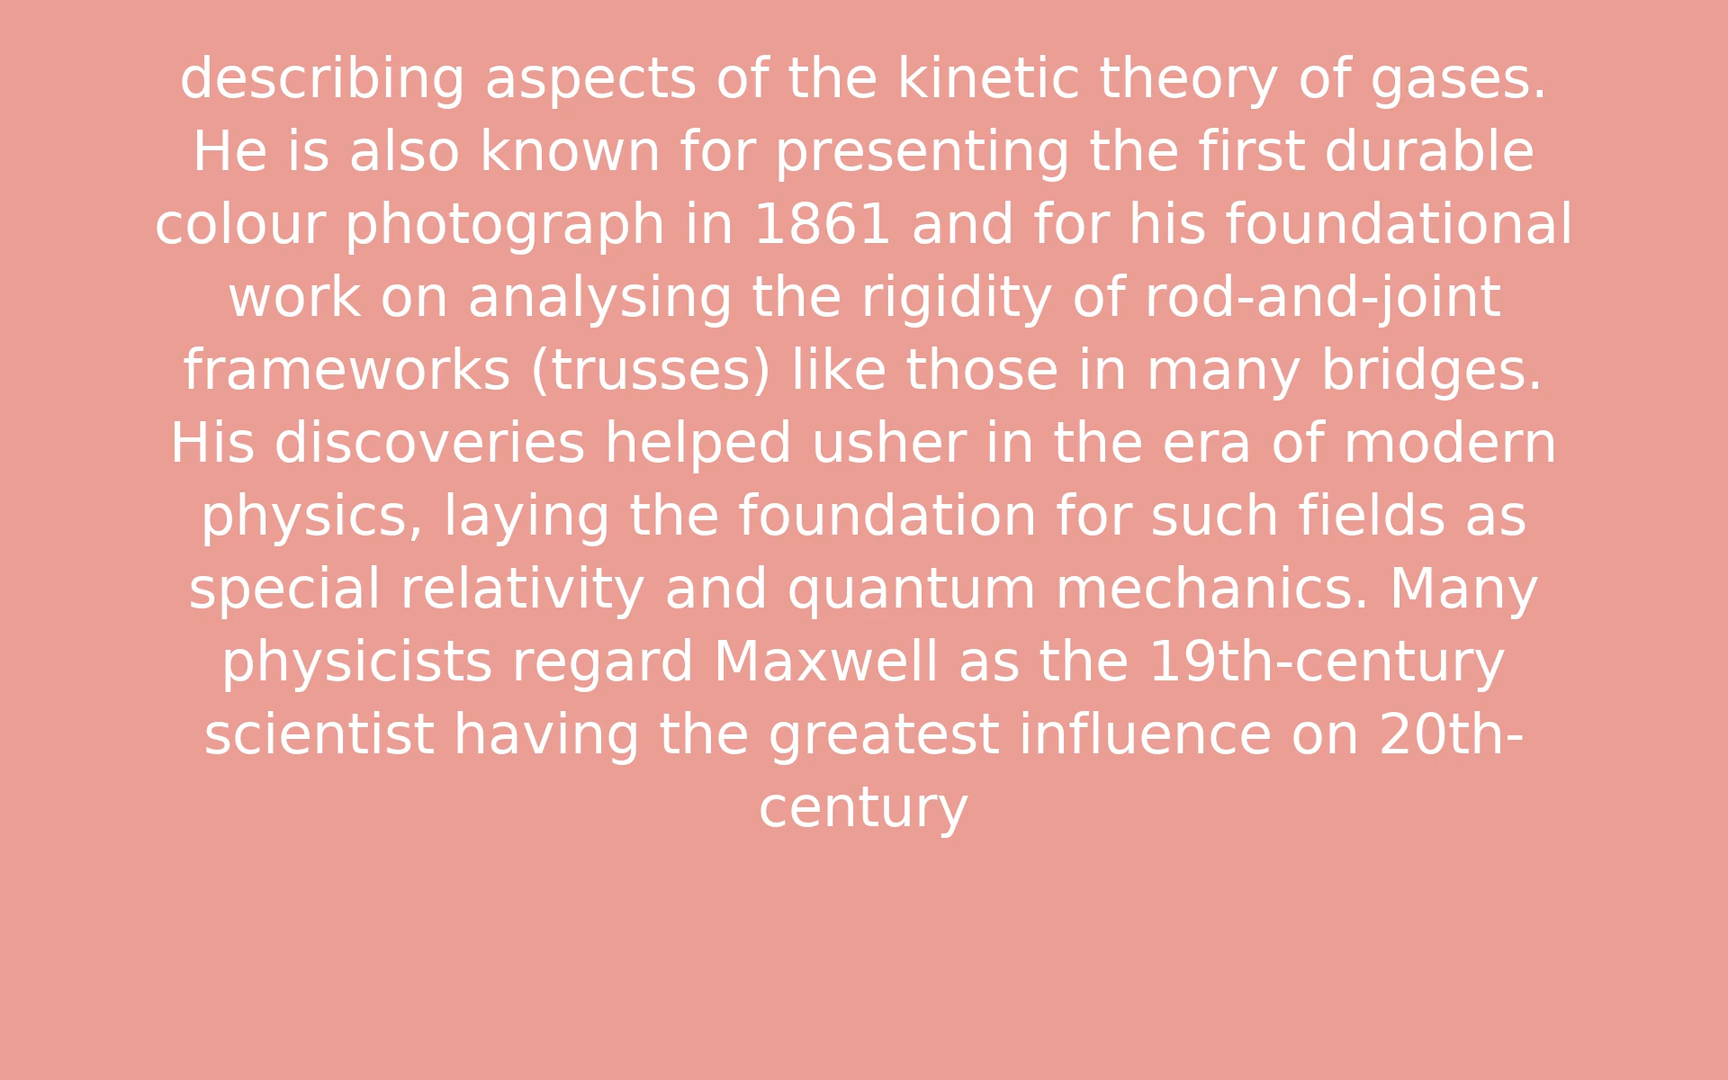 describing aspects of the kinetic theory of gases.
He is also known for presenting the first durable
colour photograph in 1861 and for his foundational
work on analysing the rigidity of rod-and-joint
frameworks (trusses) like those in many bridges.
His discoveries helped usher in the era of modern
physics, laying the foundation for such fields as
special relativity and quantum mechanics. Many
physicists regard Maxwell as the 19th-century
scientist having the greatest influence on 20th-
century